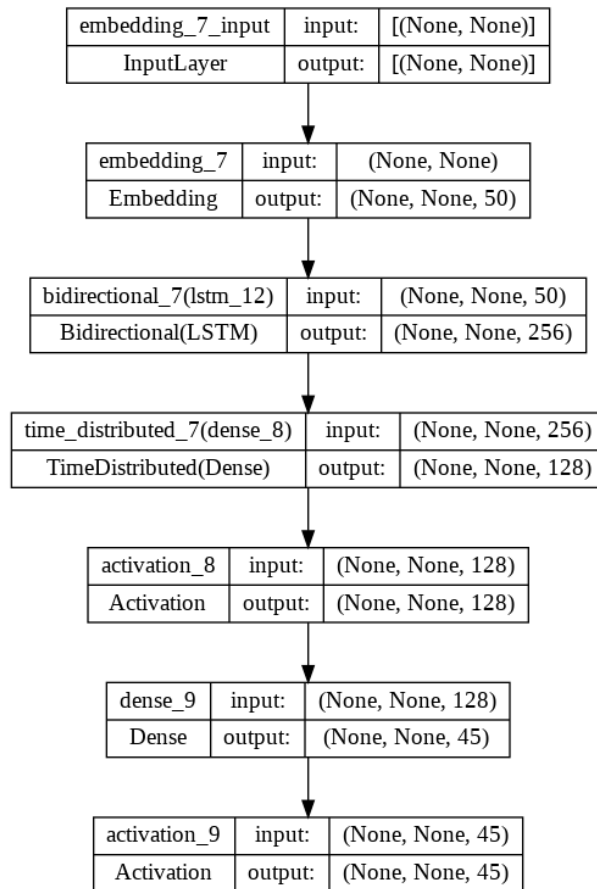 embedding_7_input input: [(None, None)]
InputLayer output: [(None, None)]
embedding_7 input: (None, None)
Embedding output: (None, None, 50)
bidirectional_7(lstm_12) input: (None, None, 50)
Bidirectional(LSTM) output: (None, None, 256)
time_distributed_7(dense_8) input: (None, None, 256)
TimeDistributed(Dense) output: (None, None, 128)
activation_8 input: (None, None, 128)
Activation output: (None, None, 128)
dense_9 input: (None, None, 128)
Dense output: (None, None, 45)
activation_9 input: (None, None, 45)
Activation output: (None, None, 45)